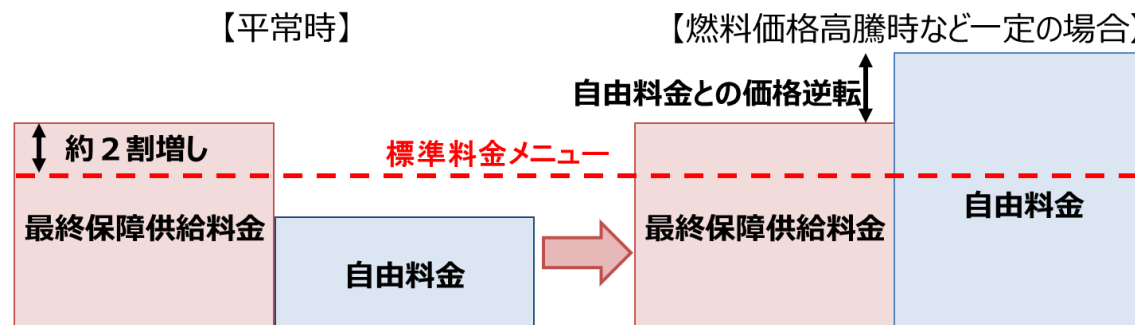 【平常時】
【燃料価格高騰時など一定の場合】
自由料金との価格逆転
約２割増し
標準料金メニュー
最終保障供給料金
自由料金
最終保障供給料金
自由料金